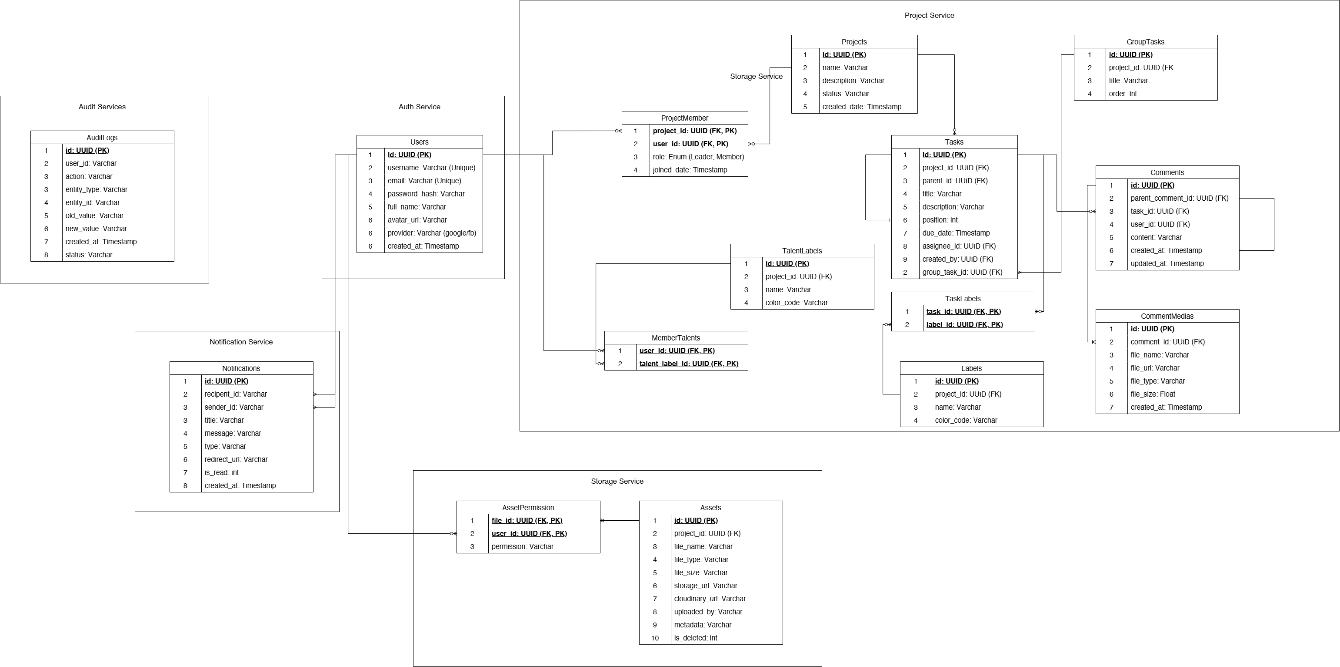 Project Service
Projects
1 id: UUID (PK)
2 name: Varchar
3 description: Varchar
4 status: Varchar
5 created_date: Timestamp
GroupTasks
1 id: UUID (PK)
2 project_id: UUID (FK
3 title: Varchar
4 order: Int
Storage Service
Audit Services
AuditLogs
1 id: UUID (PK)
2 user_id: Varchar
3 action: Varchar
3 entity_type: Varchar
4 entity_id: Varchar
5 old_value: Varchar
6 new_value: Varchar
7 created_at: Timestamp
8 status: Varchar
Auth Service
Users
1 id: UUID (PK)
2 username: Varchar (Unique)
3 email: Varchar (Unique)
4 password_hash: Varchar
5 full_name: Varchar
6 avatar_url: Varchar
6 provider: Varchar (google/fb)
6 created_at: Timestamp
ProjectMember
1 project_id: UUID (FK, PK)
2 user_id: UUID (FK, PK)
3 role: Enum (Leader, Member)
4 joined_date: Timestamp
Tasks
1 id: UUID (PK)
2 project_id: UUID (FK)
3 parent_id: UUID (FK)
4 title: Varchar
5 description: Varchar
6 position: Int
7 due_date: Timestamp
8 assignee_id: UUID (FK)
9 created_by: UUID (FK)
2 group_task_id: UUID (FK)
Comments
1 id: UUID (PK)
2 parent_comment_id: UUID (FK)
3 task_id: UUID (FK)
4 user_id: UUID (FK)
5 content: Varchar
6 created_at: Timestamp
7 updated_at: Timestamp
TalentLabels
1 id: UUID (PK)
2 project_id: UUID (FK)
3 name: Varchar
4 color_code: Varchar
TaskLabels
1 task_id: UUID (FK, PK)
2 label_id: UUID (FK, PK)
CommentMedias
1 id: UUID (PK)
2 comment_id: UUID (FK)
3 file_name: Varchar
4 file_url: Varchar
5 file_type: Varchar
6 file_size: Float
7 created_at: Timestamp
MemberTalents
1 user_id: UUID (FK, PK)
2 talent_label_id: UUID (FK, PK)
Labels
1 id: UUID (PK)
2 project_id: UUID (FK)
3 name: Varchar
4 color_code: Varchar
Notification Service
Notifications
1 id: UUID (PK)
2 recipent_id: Varchar
3 sender_id: Varchar
3 title: Varchar
4 message: Varchar
5 type: Varchar
6 redirect_url: Varchar
7 is_read: int
8 created_at: Timestamp
Storage Service
AssetPermission
1 file_id: UUID (FK, PK)
2 user_id: UUID (FK, PK)
3 permission: Varchar
Assets
1 id: UUID (PK)
2 project_id: UUID (FK)
3 file_name: Varchar
4 file_type: Varchar
5 file_size: Varchar
6 storage_url: Varchar
7 cloudinary_url: Varchar
8 uploaded_by: Varchar
9 metadata: Varchar
10 is_deleted: int